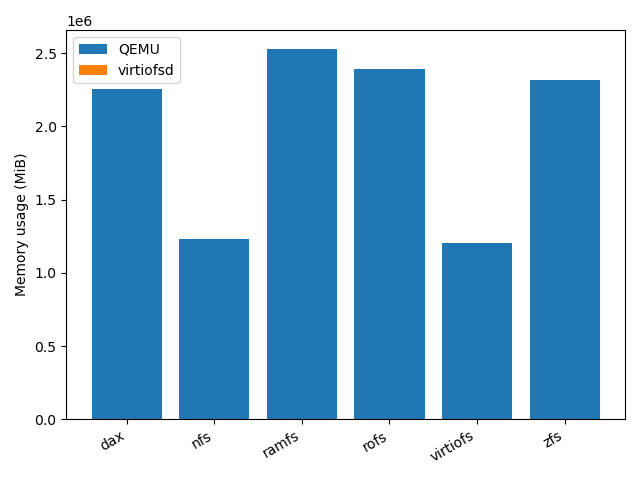 1e6
QEMU
virtiofsd
2.5
2.0
1.5
1.0
0.5
0.0
Memory usage (MiB)
dax
nfs
ramfs
rofs
virtiofs
zfs